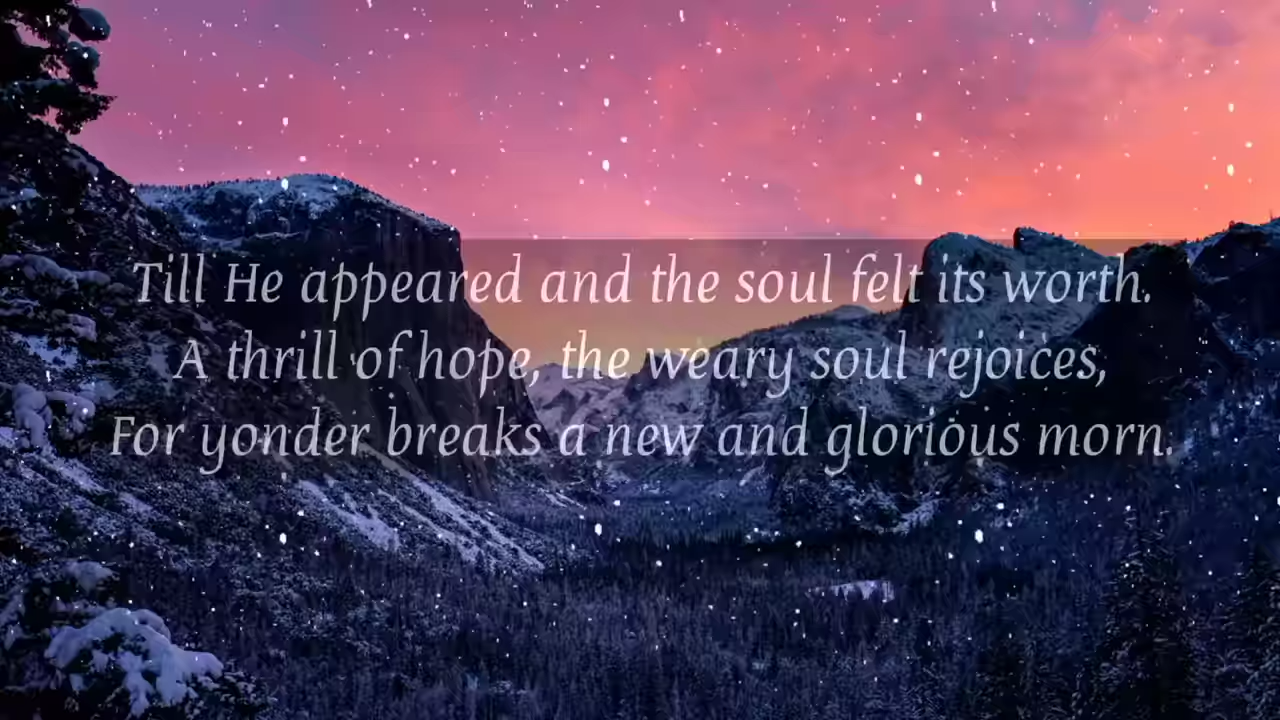 Till He appeared and the soul felt its worth.
A thrill of hope, the weary soul rejoices,
For yonder breaks a new and glorious morn.